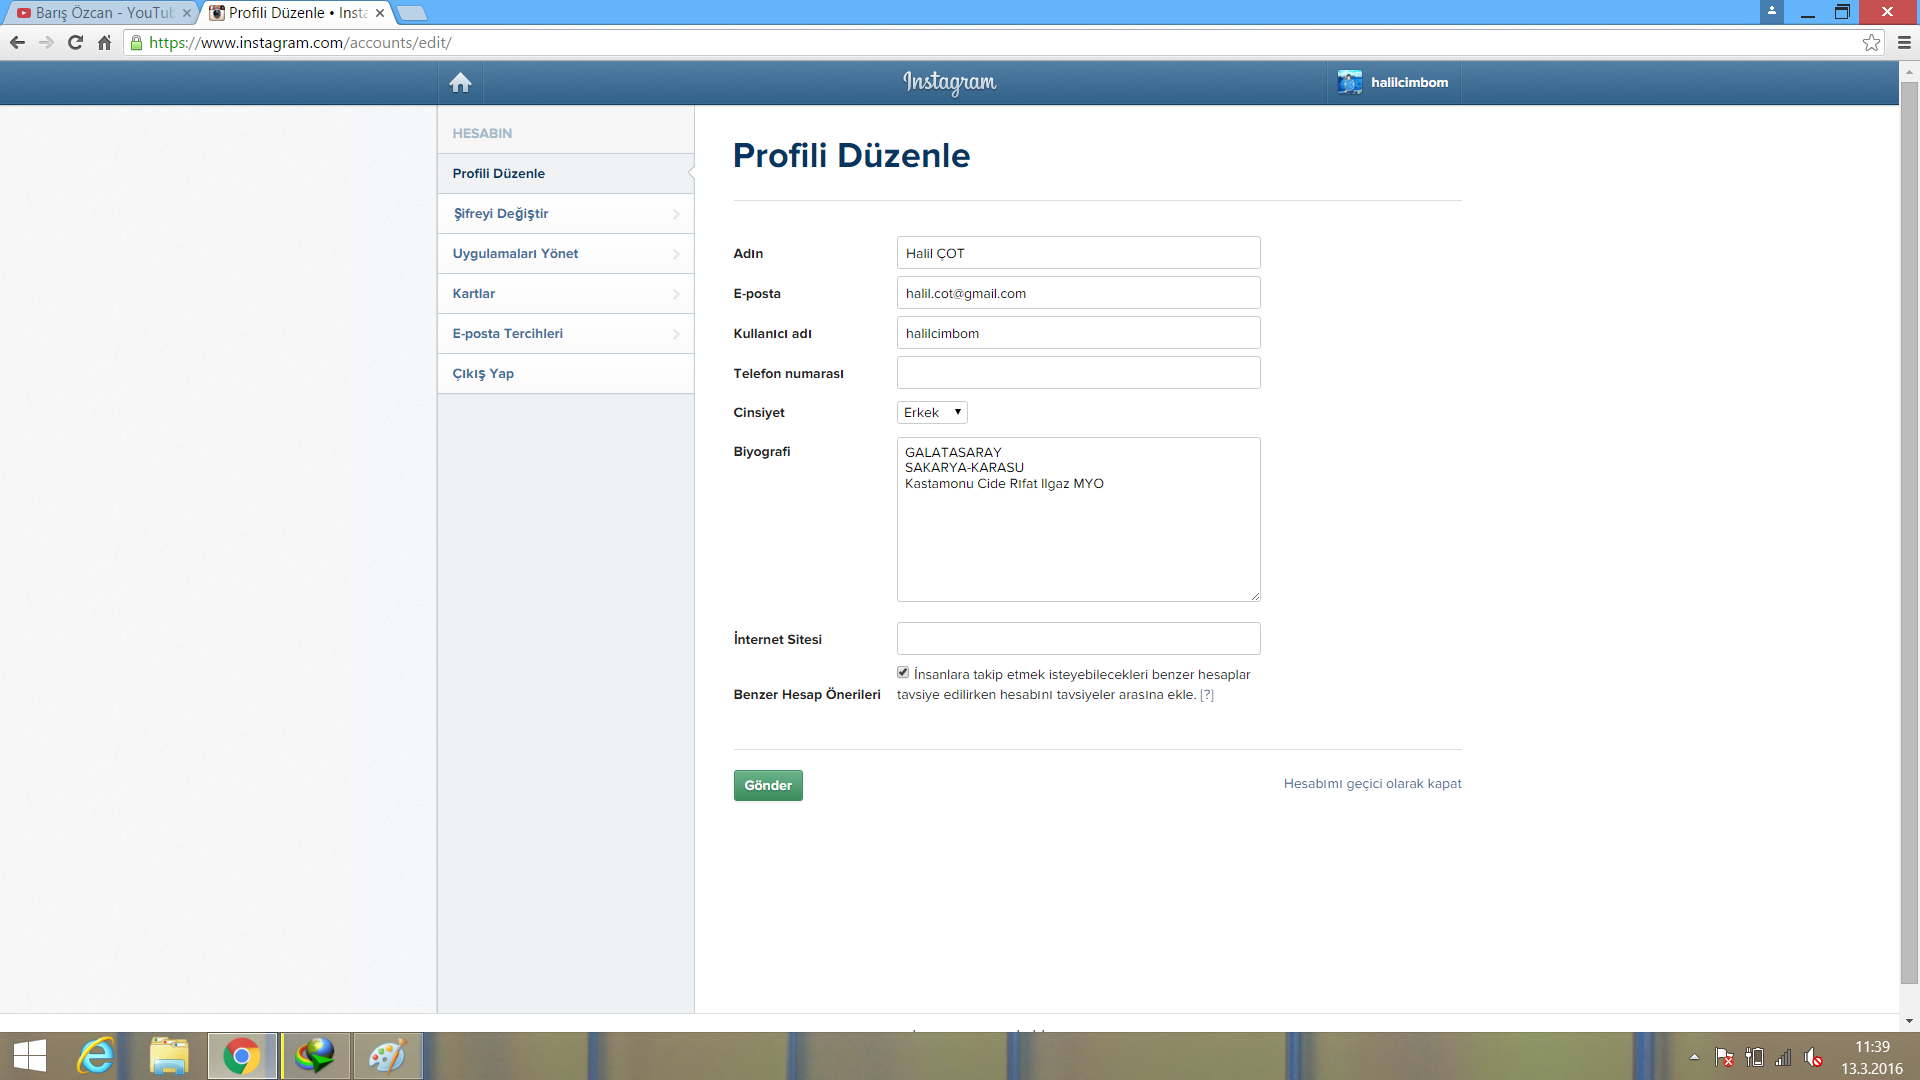 Barış Özcan - YouTub
Profili Düzenle • Insta
https://www.instagram.com/accounts/edit/
Instagram
halilcimbom
HESABIN
Profili Düzenle
Şifreyi Değiştir
Uygulamaları Yönet
Kartlar
E-posta Tercihleri
Çıkış Yap
Profili Düzenle
Adın
Halil ÇOT
E-posta
halil.cot@gmail.com
Kullanıcı adı
halilcimbom
Telefon numarası
Cinsiyet
Erkek
Biyografi
GALATASARAY
SAKARYA-KARASU
Kastamonu Cide Rıfat Ilgaz MYO
İnternet Sitesi
Benzer Hesap Önerileri
İnsanlara takip etmek isteyebilecekleri benzer hesaplar
tavsiye edilirken hesabını tavsiyeler arasına ekle. [?]
Gönder
Hesabımı geçici olarak kapat
11:39
13.3.2016